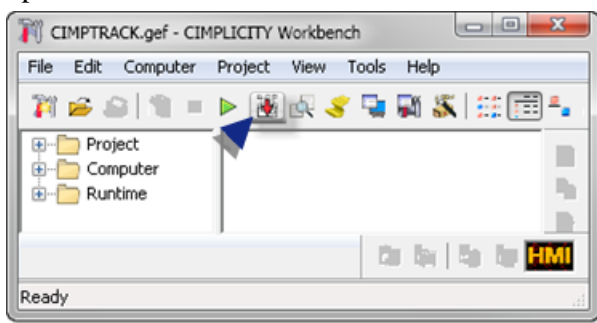 CIMPTRACK.gef - CIMPLICITY Workbench
File Edit Computer Project View Tools Help
Project
Computer
Runtime
HMI
Ready